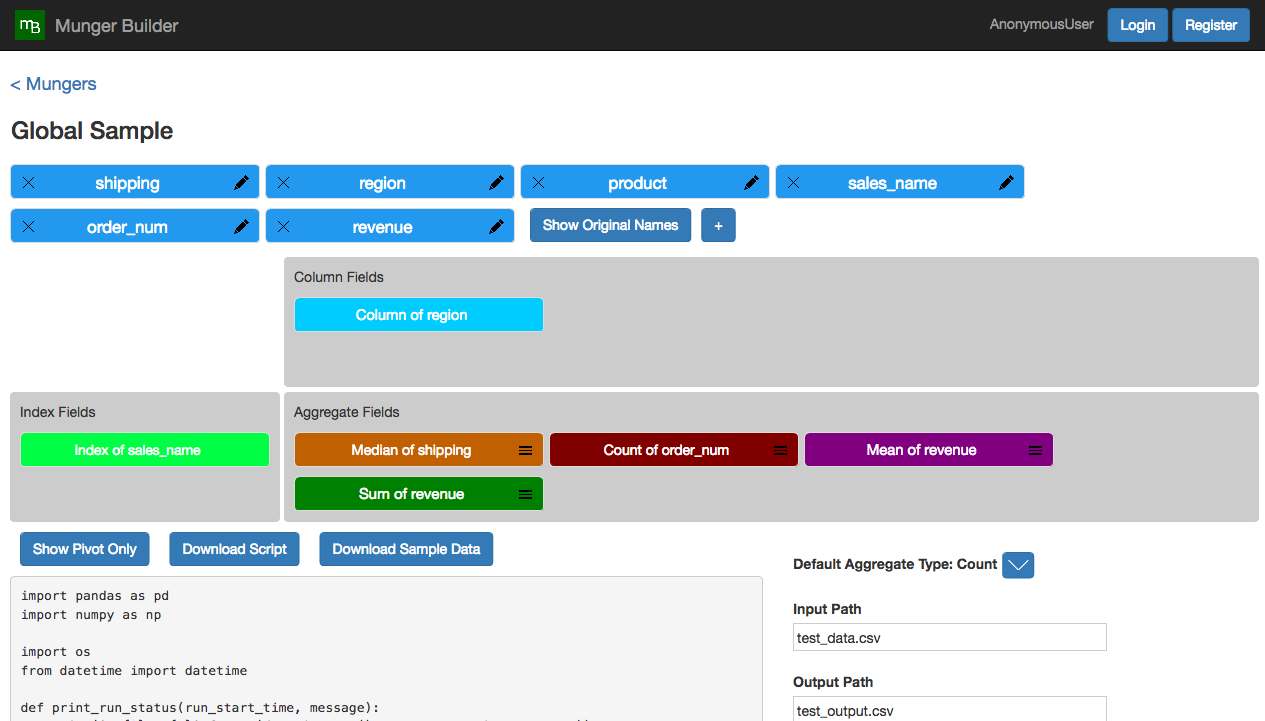 mB Munger Builder AnonymousUser Login Register
< Mungers
Global Sample
shipping region product sales_name
order_num revenue Show Original Names +
Column Fields
Column of region
Index Fields Aggregate Fields
Index of sales_name Median of shipping Count of order_num Mean of revenue
Sum of revenue
Show Pivot Only Download Script Download Sample Data
Default Aggregate Type: Count
import pandas as pd
import numpy as np
import os
from datetime import datetime
def print_run_status(run_start_time, message):
Input Path
test_data.csv
Output Path
test_output.csv